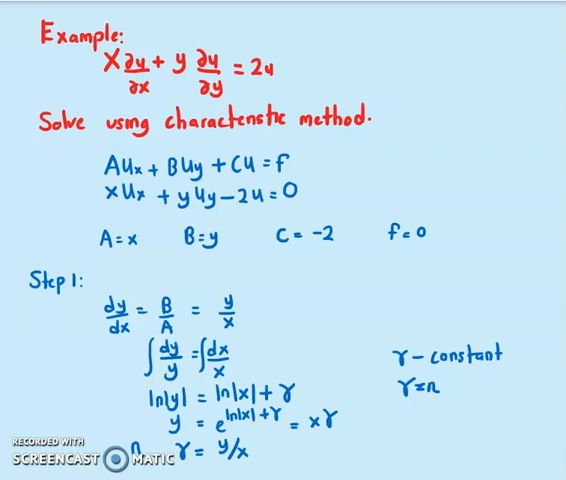 Example:
x ∂u/∂x + y ∂u/∂y = 2u
Solve using characterstic method.
Aux + Buy + Cu = f
xux + yuy - 2u = 0
A = x B = y C = -2 f = 0
Step 1:
dy/dx = B/A = y/x
∫ dy/y = ∫ dx/x
ln|y| = ln|x| + γ
y = e^(ln|x| + γ) = xγ
n γ = y/x
γ - constant
γ = n
RECORDED WITH
SCREENCAST MATIC